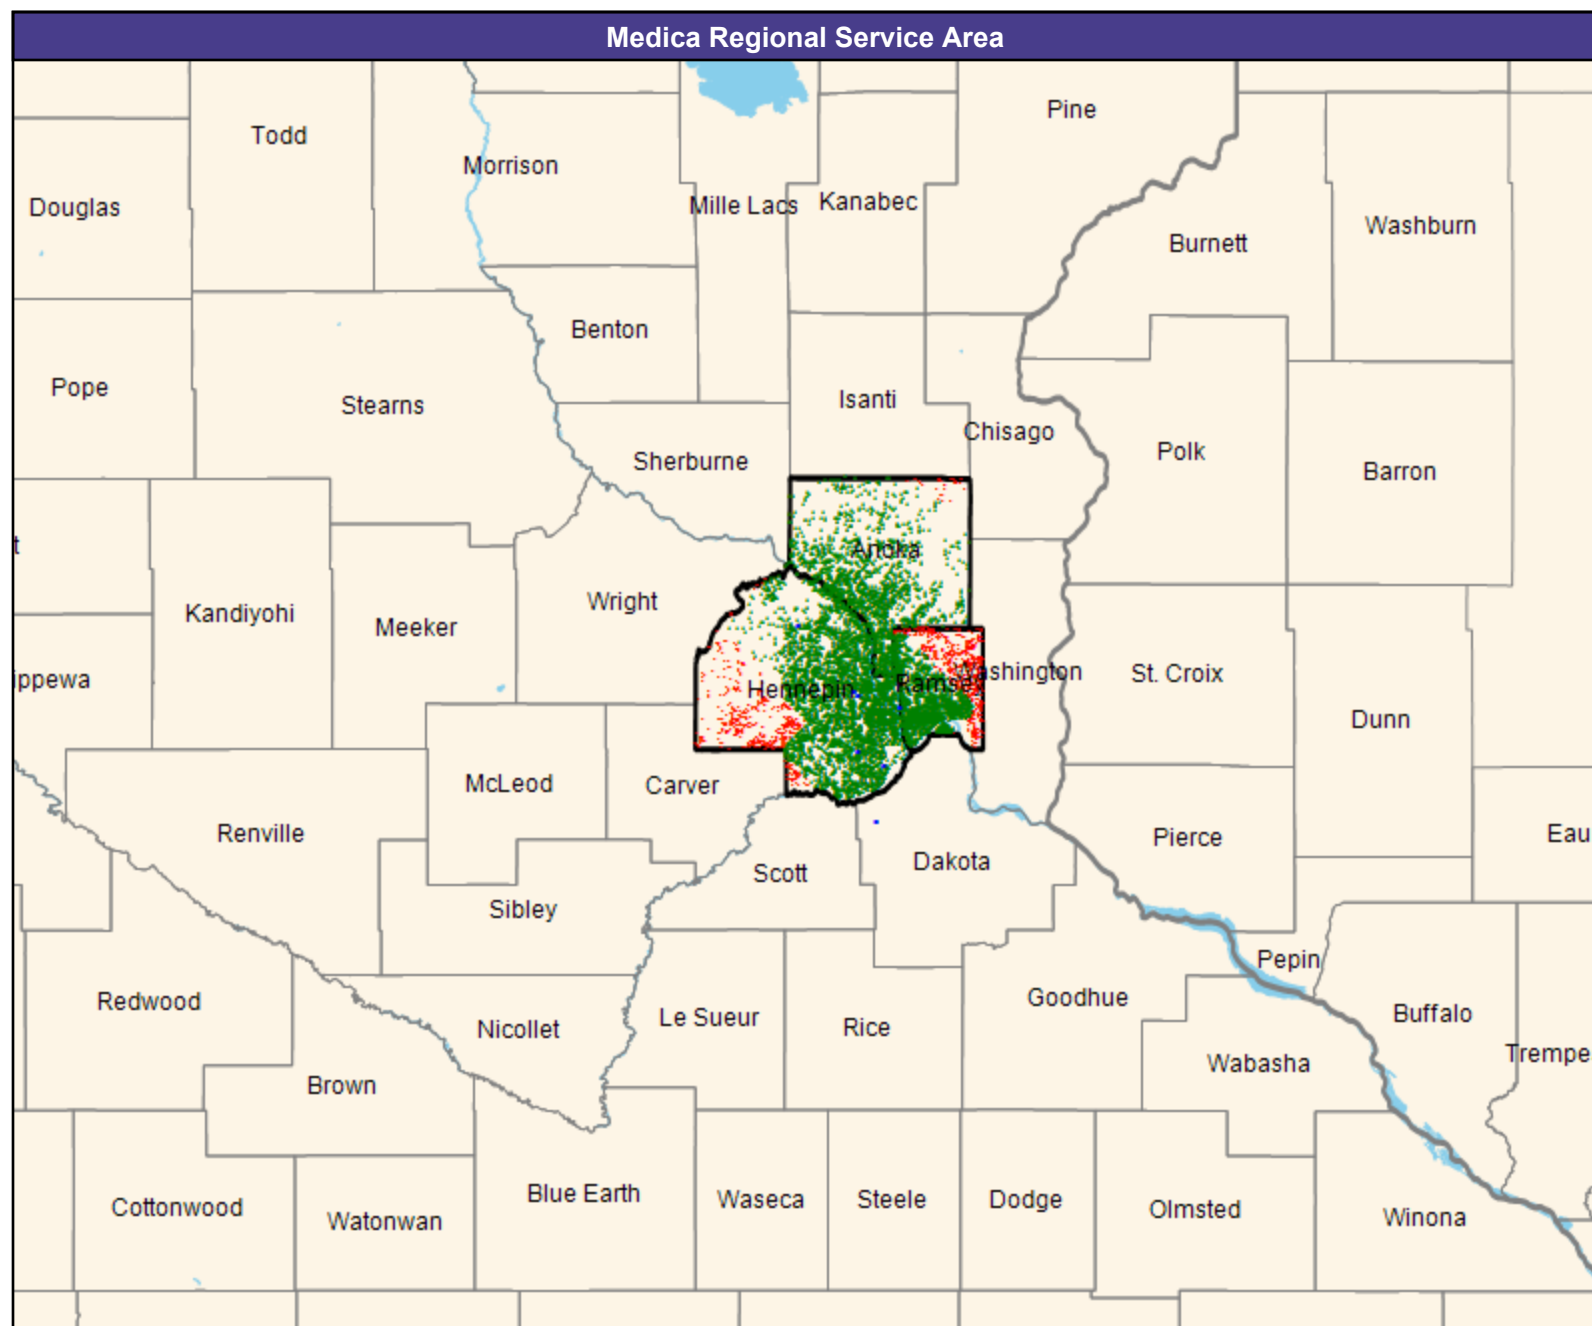 Medica Regional Service Area
Pine
Todd
Morrison
Mille Lacs
Kanabec
Douglas
Washburn
Burnett
Benton
Pope
Stearns
Isanti
Chisago
Polk
Sherburne
Barron
t
Anoka
Wright
Kandiyohi
Meeker
Washington
St. Croix
ippewa
Hennepin
Ramse
Dunn
McLeod
Carver
Renville
Pierce
Eau
Dakota
Scott
Sibley
Pepin
Redwood
Goodhue
Le Sueur
Buffalo
Nicollet
Rice
Trempe
Wabasha
Brown
Blue Earth
Waseca
Steele
Dodge
Cottonwood
Olmsted
Winona
Watonwan